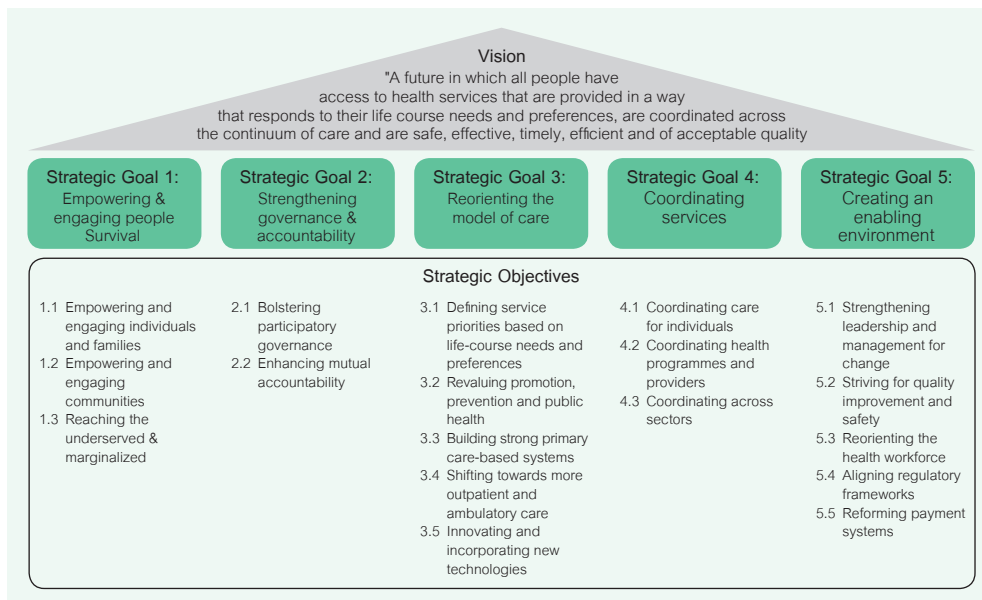 Vision
"A future in which all people have
access to health services that are provided in a way
that responds to their life course needs and preferences, are coordinated across
the continuum of care and are safe, effective, timely, efficient and of acceptable quality
Strategic Goal 1:
Empowering &
engaging people
Survival
Strategic Goal 2:
Strengthening
governance &
accountability
Strategic Goal 3:
Reorienting the
model of care
Strategic Goal 4:
Coordinating
services
Strategic Goal 5:
Creating an
enabling
environment
Strategic Objectives
1.1 Empowering and
engaging individuals
and families
1.2 Empowering and
engaging
communities
1.3 Reaching the
underserved &
marginalized
2.1 Bolstering
participatory
governance
2.2 Enhancing mutual
accountability
3.1 Defining service
priorities based on
life-course needs and
preferences
3.2 Revaluing promotion,
prevention and public
health
3.3 Building strong primary
care-based systems
3.4 Shifting towards more
outpatient and
ambulatory care
3.5 Innovating and
incorporating new
technologies
4.1 Coordinating care
for individuals
4.2 Coordinating health
programmes and
providers
4.3 Coordinating across
sectors
5.1 Strengthening
leadership and
management for
change
5.2 Striving for quality
improvement and
safety
5.3 Reorienting the
health workforce
5.4 Aligning regulatory
frameworks
5.5 Reforming payment
systems